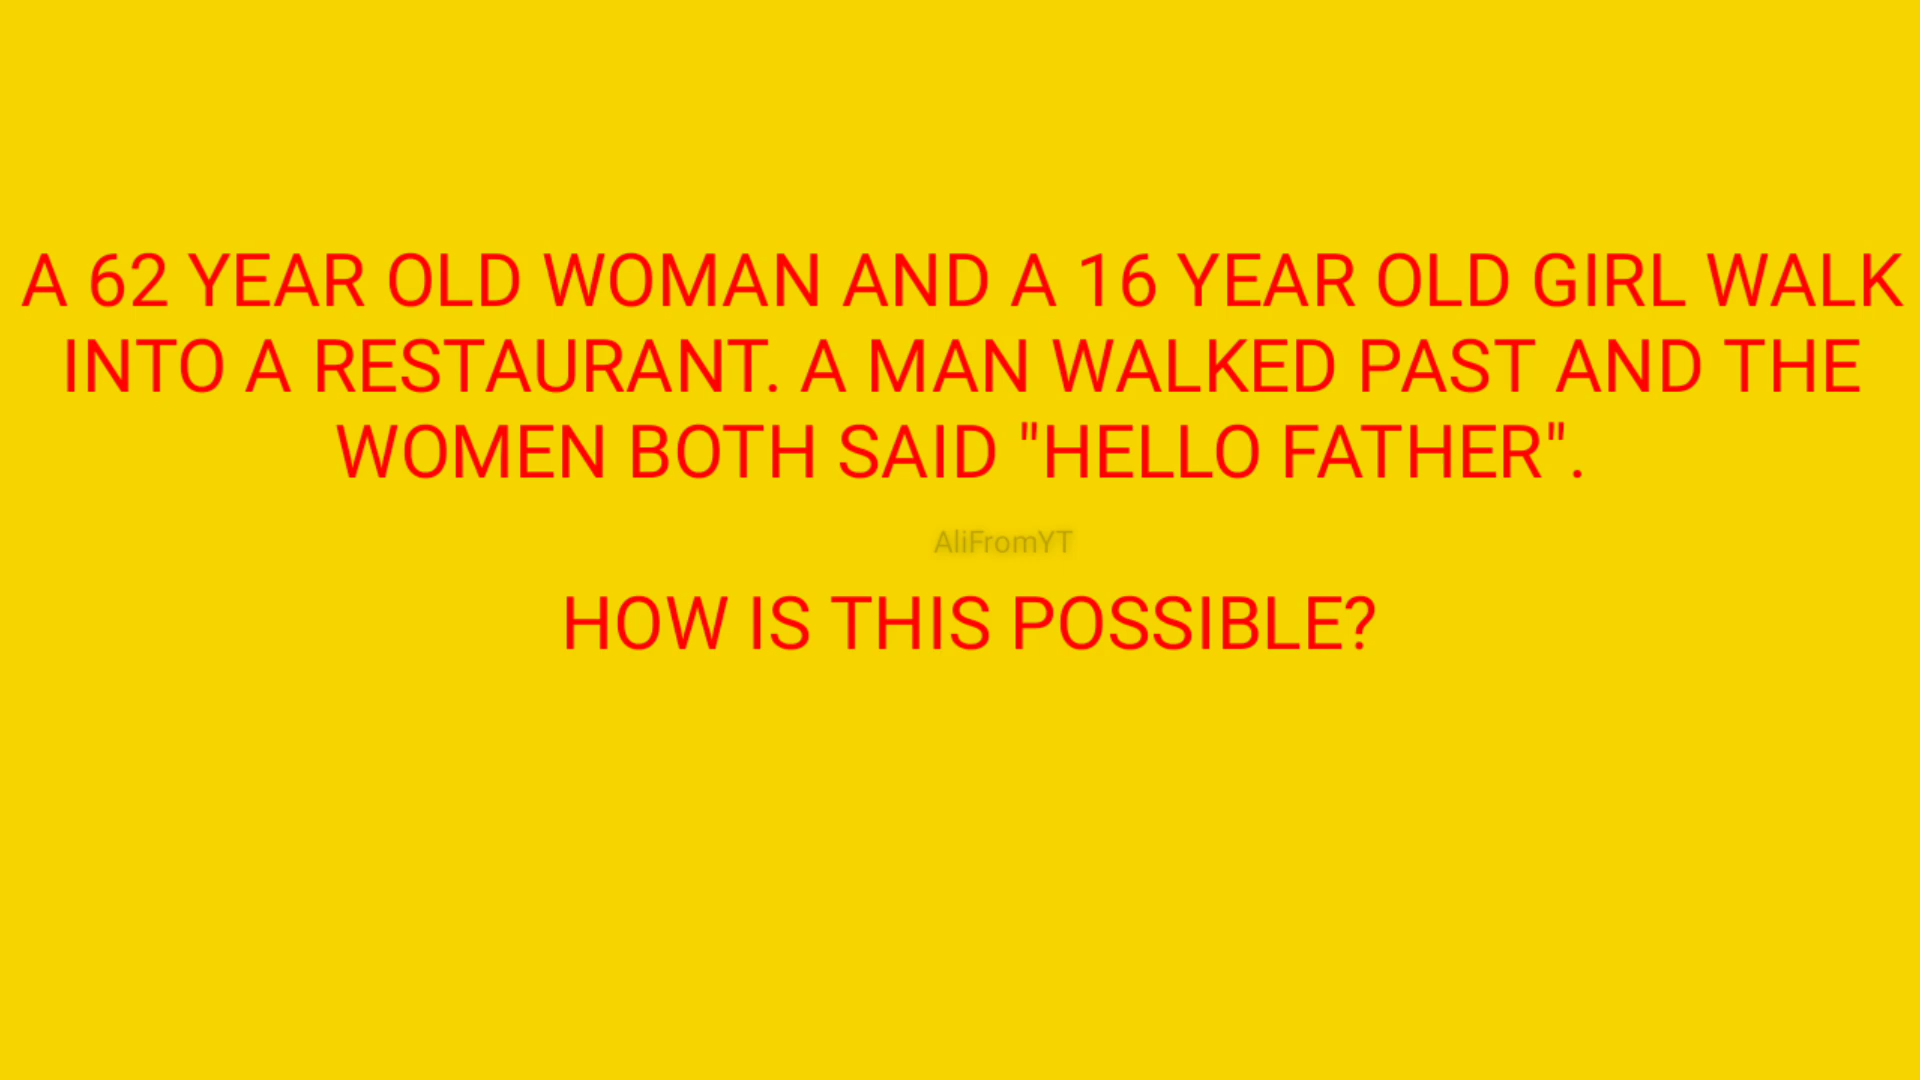 A 62 YEAR OLD WOMAN AND A 16 YEAR OLD GIRL WALK
INTO A RESTAURANT. A MAN WALKED PAST AND THE
WOMEN BOTH SAID "HELLO FATHER".
AliFromYT
HOW IS THIS POSSIBLE?